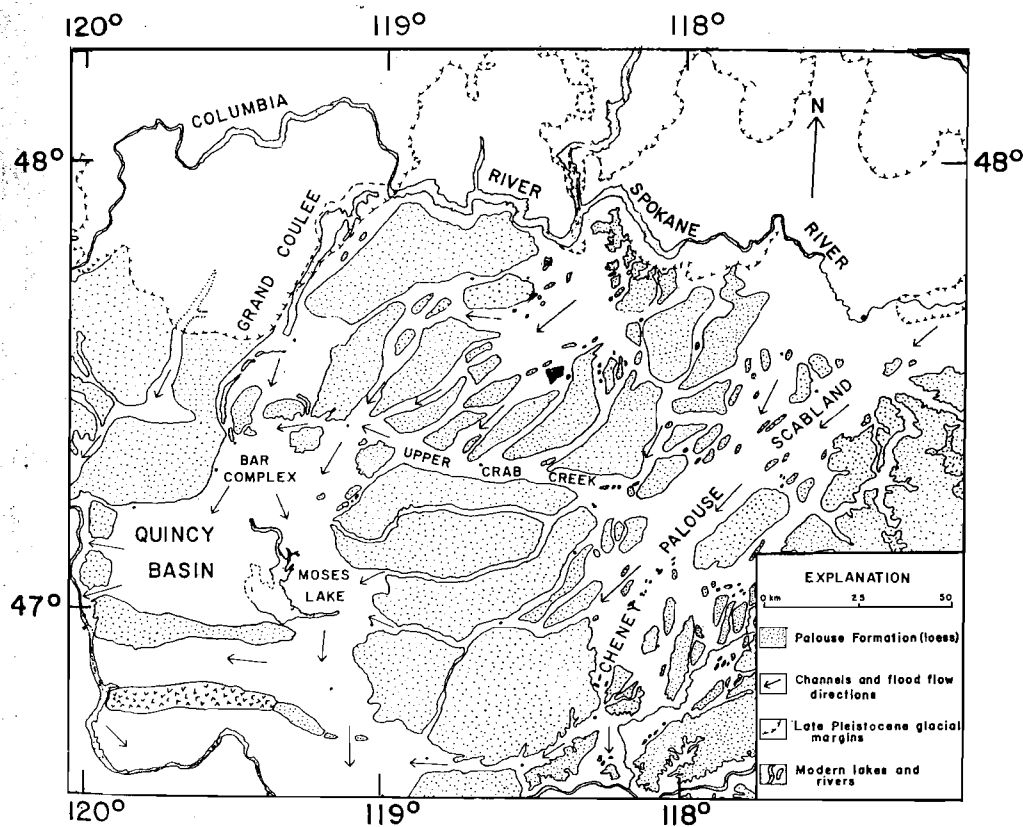 120°
119°
118°
COLUMBIA
N
48°
48°
RIVER
SPOKANE
RIVER
GRAND COULEE
SCABLAND
UPPER CRAB CREEK
BAR
COMPLEX
PALOUSE
QUINCY
BASIN
MOSES
LAKE
47°
CHENEY
EXPLANATION
0 km 25 50
Palouse Formation (loess)
Channels and flood flow
directions
Late Pleistocene glacial
margins
Modern lakes and
rivers
120°
119°
118°